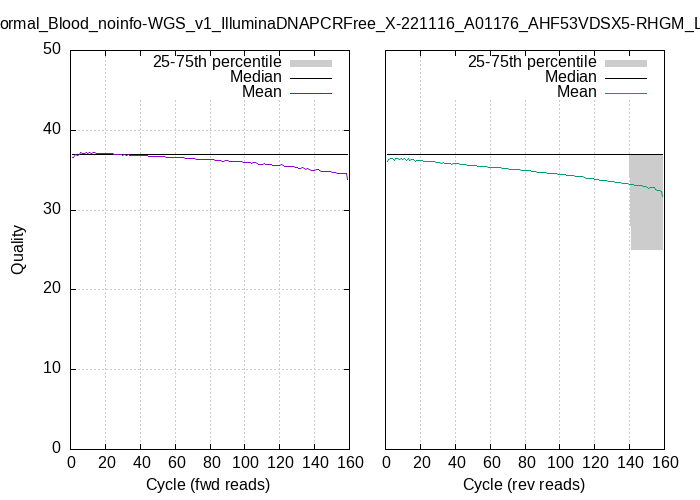 ormal_Blood_noinfo-WGS_v1_IlluminaDNAPCRFree_X-221116_A01176_AHF53VDSX5-RHGM_L
50
40
30
20
10
0
Quality
25-75th percentile
Median
Mean
0 20 40 60 80 100 120 140 160
Cycle (fwd reads)
25-75th percentile
Median
Mean
0 20 40 60 80 100 120 140 160
Cycle (rev reads)